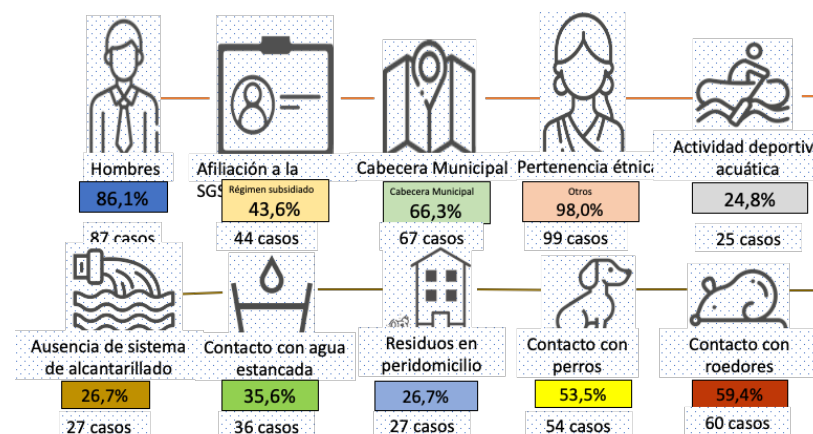 Hombres
86,1%
87 casos
Afiliación a la
SGS
Régimen subsidiado
43,6%
44 casos
Cabecera Municipal
Cabecera Municipal
66,3%
67 casos
Pertenencia étnica
Otros
98,0%
99 casos
Actividad deportiv
acuática
24,8%
25 casos
Ausencia de sistema
de alcantarillado
26,7%
27 casos
Contacto con agua
estancada
35,6%
36 casos
Residuos en
peridomicilio
26,7%
27 casos
Contacto con
perros
53,5%
54 casos
Contacto con
roedores
59,4%
60 casos